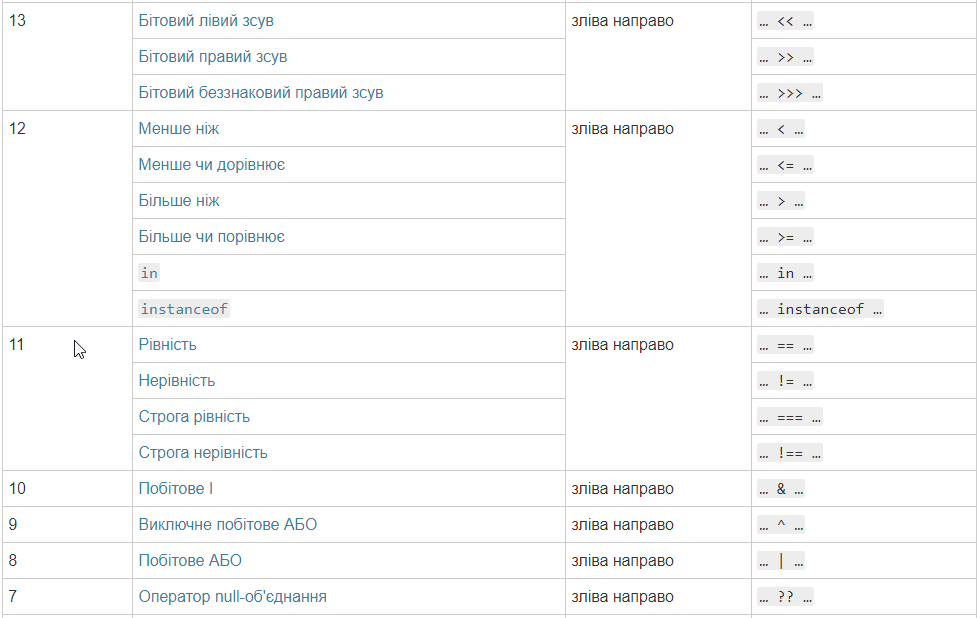 13 Бітовий лівий зсув зліва направо … << …
Бітовий правий зсув … >> …
Бітовий беззнаковий правий зсув … >>> …
12 Менше ніж зліва направо … < …
Менше чи дорівнює … <= …
Більше ніж … > …
Більше чи порівнює … >= …
in … in …
instanceof … instanceof …
11 Рівність зліва направо … == …
Нерівність … != …
Строга рівність … === …
Строга нерівність … !== …
10 Побітове І зліва направо … & …
9 Виключне побітове АБО зліва направо … ^ …
8 Побітове АБО зліва направо … | …
7 Оператор null-об'єднання зліва направо … ?? …